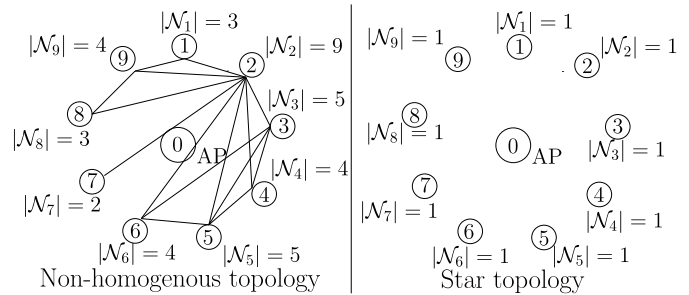 |𝒩₁| = 3
|𝒩₉| = 4
9
1
2
|𝒩₂| = 9
|𝒩₃| = 5
8
3
|𝒩₈| = 3
0
AP
|𝒩₄| = 4
7
4
|𝒩₇| = 2
6
5
|𝒩₆| = 4
|𝒩₅| = 5
Non-homogenous topology
|𝒩₁| = 1
|𝒩₉| = 1
9
1
2
|𝒩₂| = 1
8
3
|𝒩₈| = 1
0
AP
|𝒩₃| = 1
7
4
|𝒩₇| = 1
|𝒩₄| = 1
6
5
|𝒩₆| = 1
|𝒩₅| = 1
Star topology